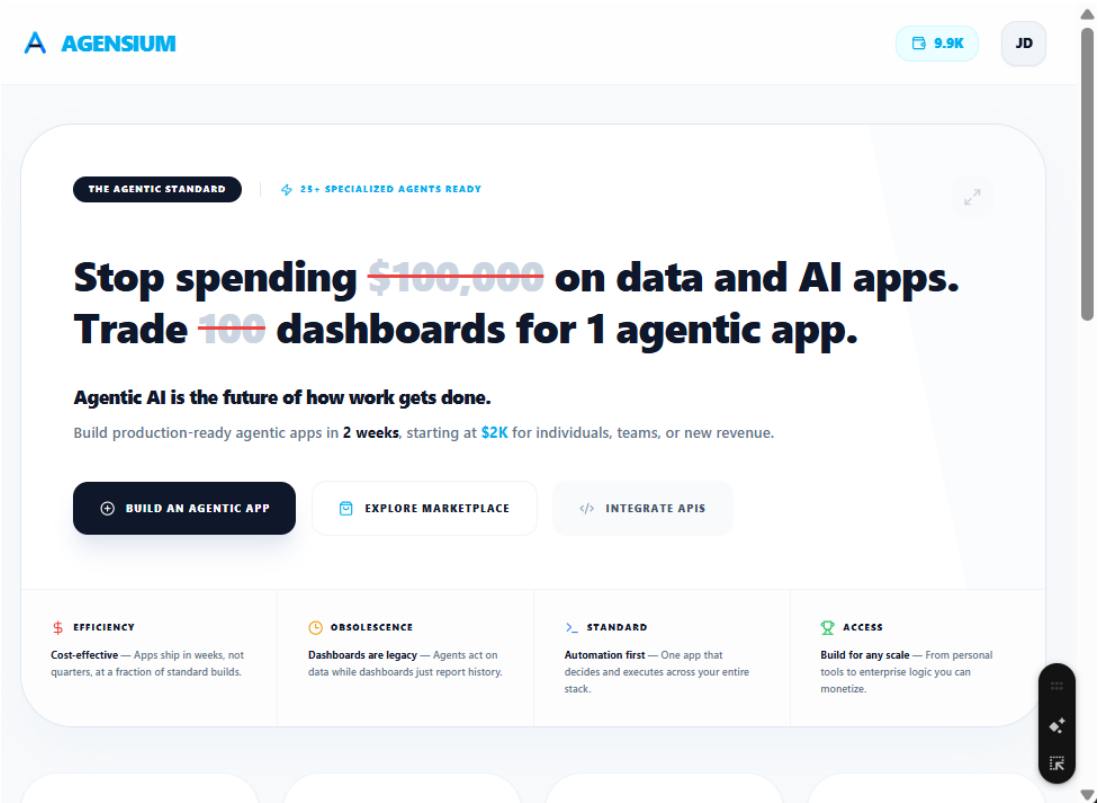 AGENSIUM
9.9K
JD
THE AGENTIC STANDARD
25+ SPECIALIZED AGENTS READY
Stop spending $100,000 on data and AI apps.
Trade 100 dashboards for 1 agentic app.
Agentic AI is the future of how work gets done.
Build production-ready agentic apps in 2 weeks, starting at $2K for individuals, teams, or new revenue.
BUILD AN AGENTIC APP
EXPLORE MARKETPLACE
</> INTEGRATE APIS
EFFICIENCY
Cost-effective — Apps ship in weeks, not
quarters, at a fraction of standard builds.
OBSOLESCENCE
Dashboards are legacy — Agents act on
data while dashboards just report history.
STANDARD
Automation first — One app that
decides and executes across your entire
stack.
ACCESS
Build for any scale — From personal
tools to enterprise logic you can
monetize.